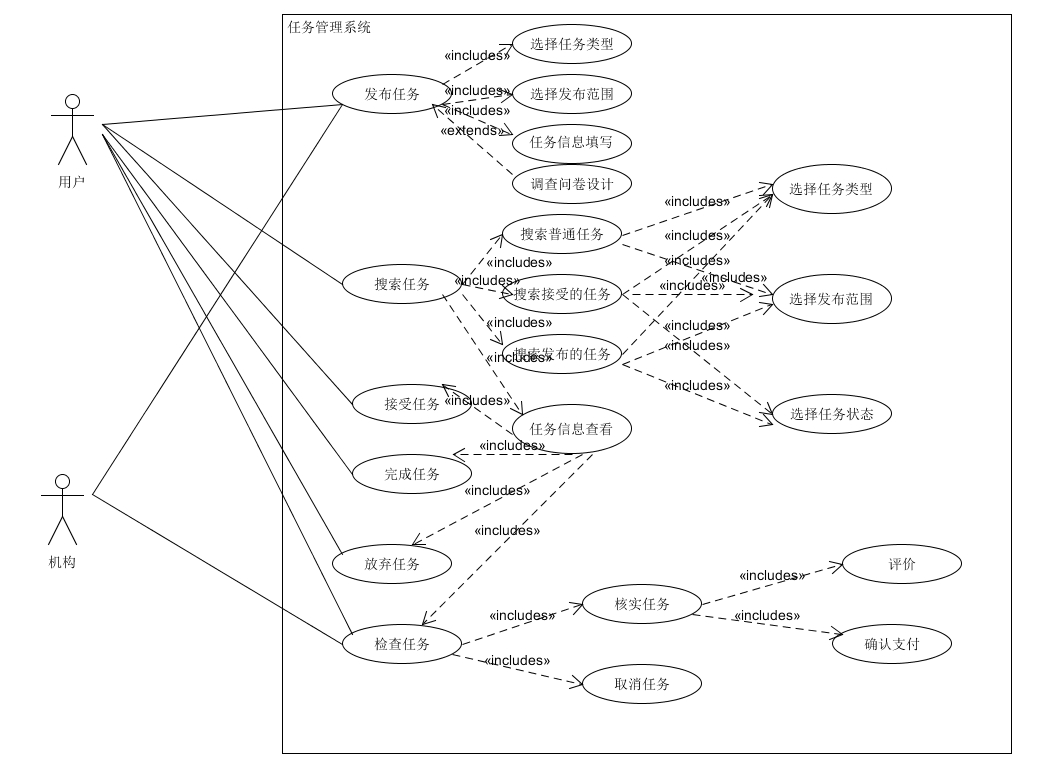 任务管理系统
«includes»
选择任务类型
发布任务
«includes»
选择发布范围
«includes»
«extends»
任务信息填写
用户
调查问卷设计
选择任务类型
«includes»
搜索普通任务
«includes»
«includes»
«includes»
搜索任务
«includes»
搜索接受的任务
«includes»
«includes»
选择发布范围
«includes»
«includes»
«includes»
搜索发布的任务
«includes»
«includes»
接受任务
«includes»
任务信息查看
选择任务状态
«includes»
完成任务
«includes»
«includes»
机构
放弃任务
评价
«includes»
核实任务
«includes»
«includes»
检查任务
确认支付
«includes»
取消任务